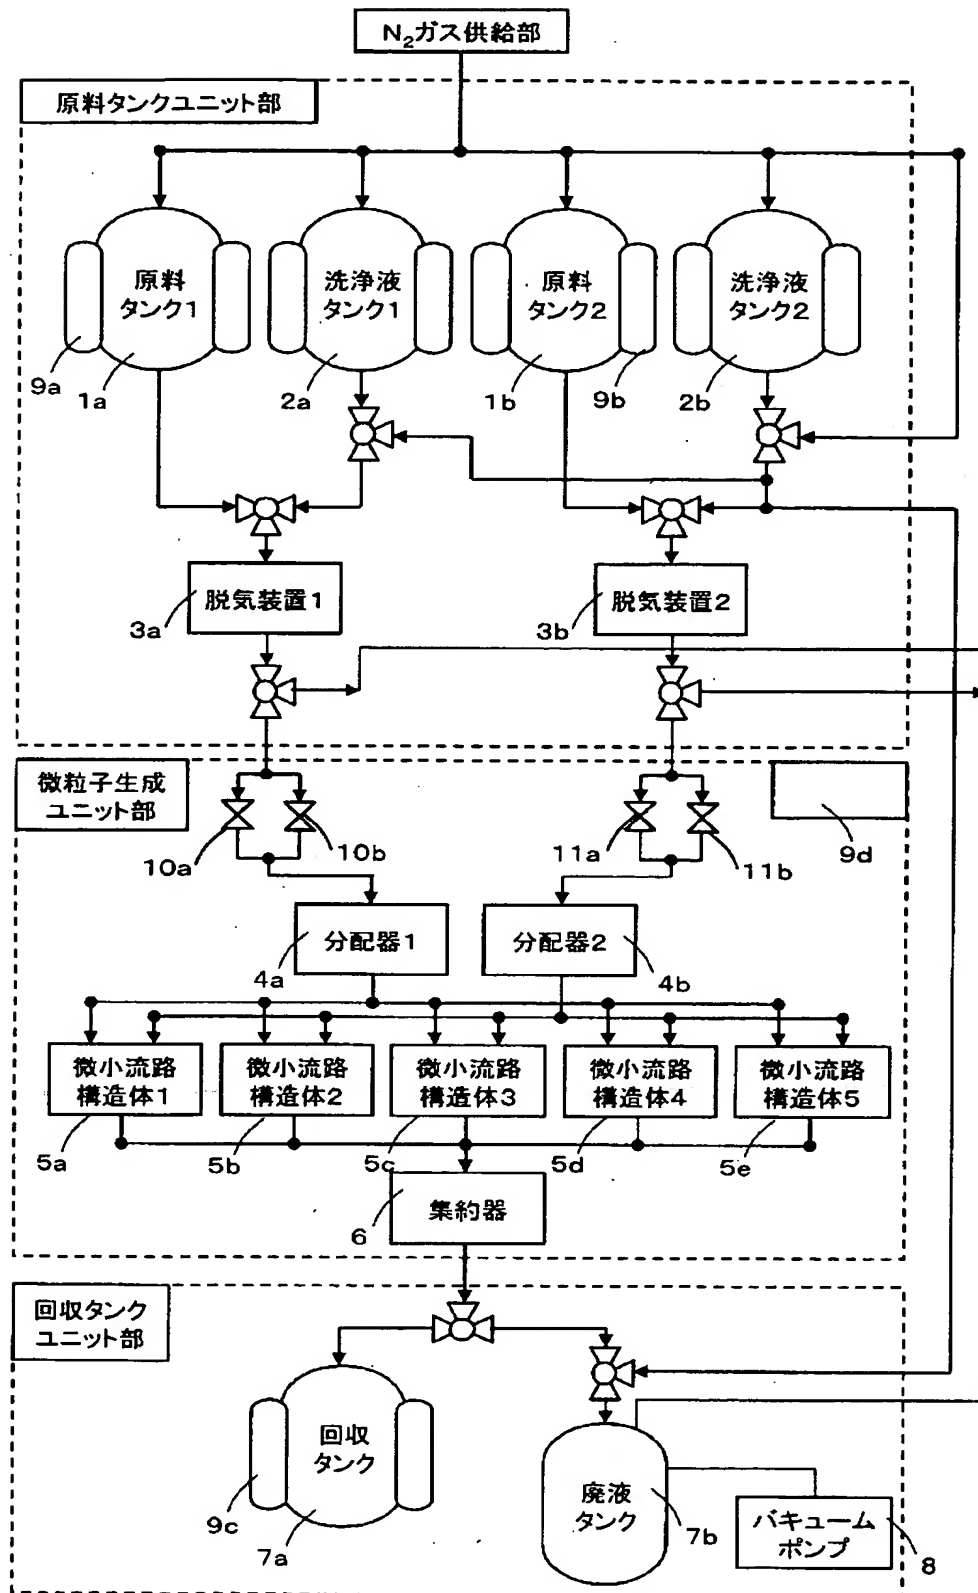 N₂ガス供給部
原料タンクユニット部
原料
タンク1
洗浄液
タンク1
原料
タンク2
洗浄液
タンク2
9a
1a
2a
1b
9b
2b
脱気装置1
脱気装置2
3a
3b
微粒子生成
ユニット部
10a
10b
11a
11b
9d
分配器1
分配器2
4a
4b
微小流路
構造体1
微小流路
構造体2
微小流路
構造体3
微小流路
構造体4
微小流路
構造体5
5a
5b
5c
5d
5e
集約器
6
回収タンク
ユニット部
回収
タンク
廃液
タンク
バキューム
ポンプ
9c
7a
7b
8